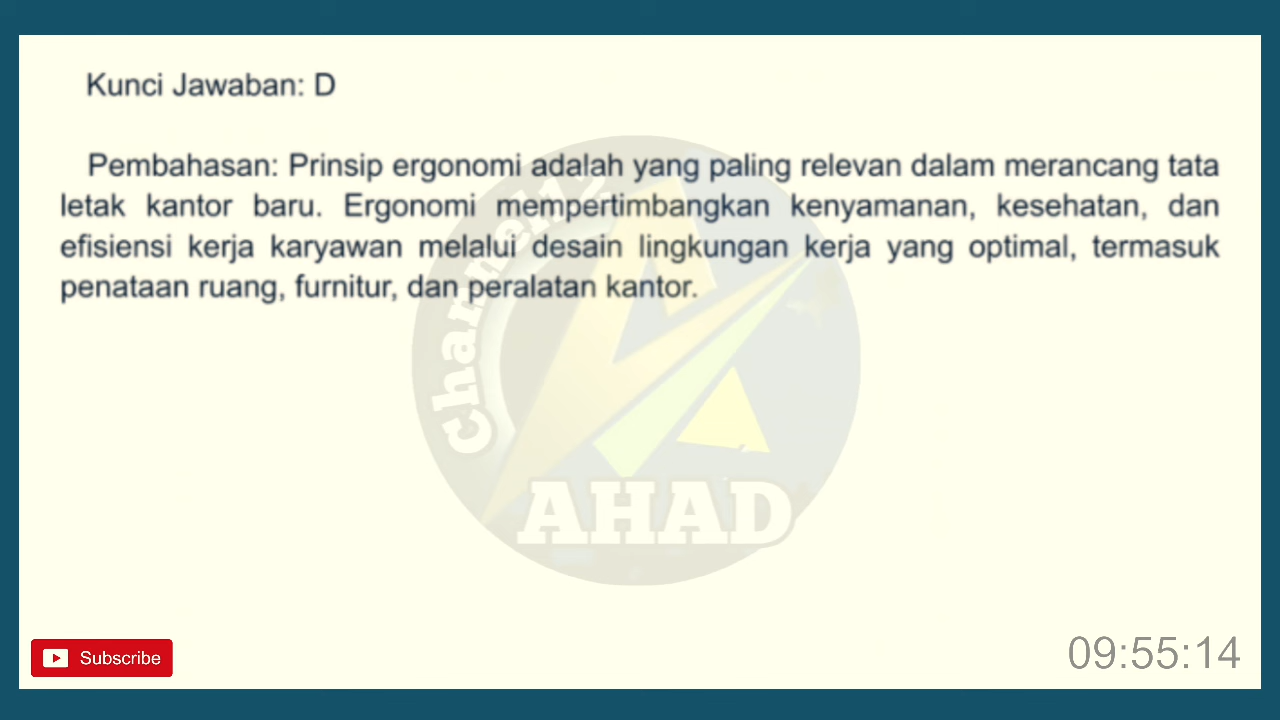 Kunci Jawaban: D
Pembahasan: Prinsip ergonomi adalah yang paling relevan dalam merancang tata
letak kantor baru. Ergonomi mempertimbangkan kenyamanan, kesehatan, dan
efisiensi kerja karyawan melalui desain lingkungan kerja yang optimal, termasuk
penataan ruang, furnitur, dan peralatan kantor.
AHAD
Subscribe
09:55:14